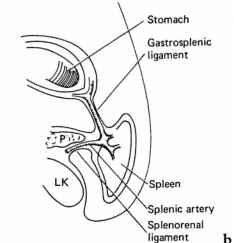 Stomach
Gastrosplenic
ligament
P
LK
Spleen
Splenic artery
Splenorenal
ligament
b